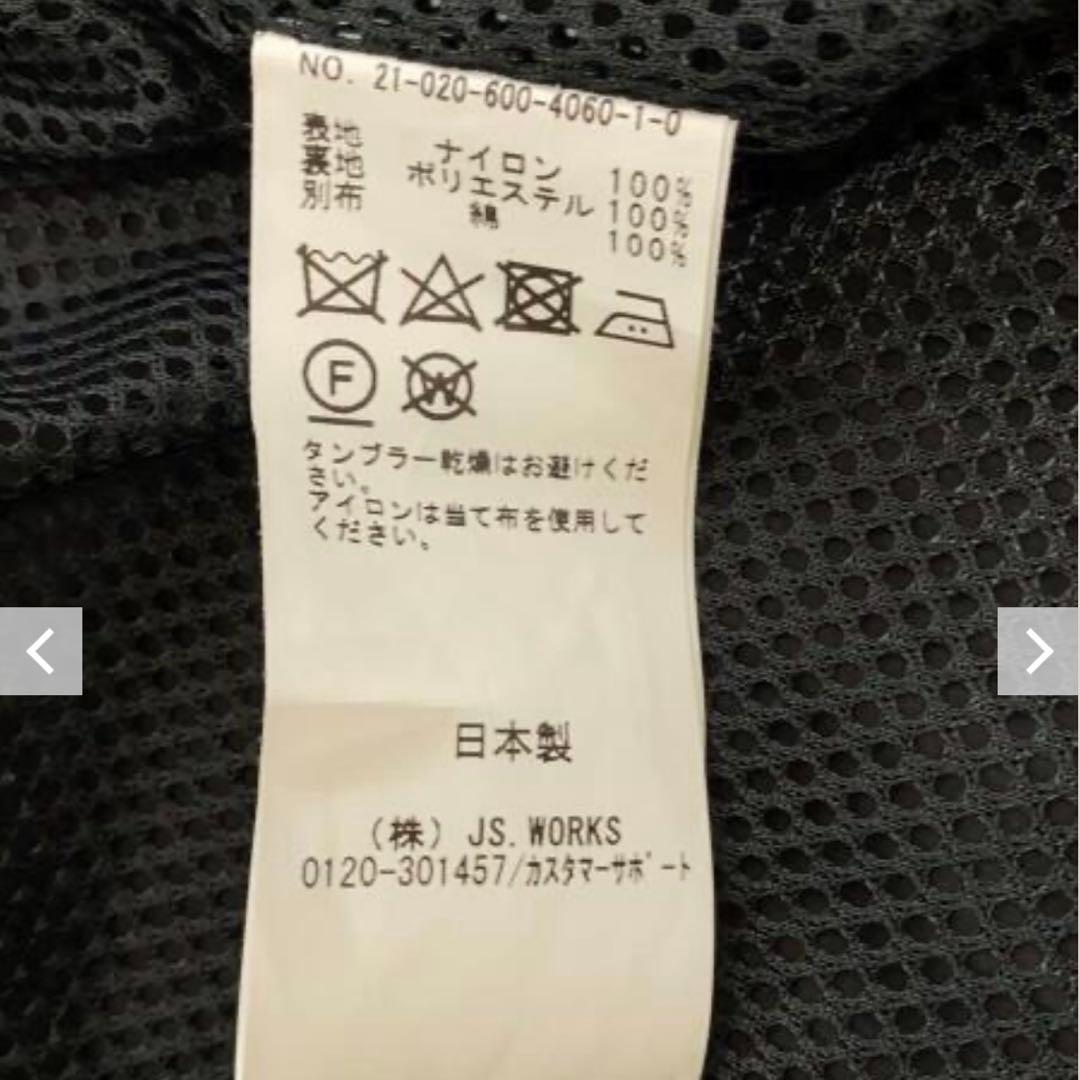 NO. 21-020-600-4060-1-0
表地 ナイロン 100%
裏地 ポリエステル 100%
別布 綿 100%
F W
タンブラー乾燥はお避けくだ
さい。
アイロンは当て布を使用して
ください。
日本製
(株) JS.WORKS
0120-301457/カスタマーサポート